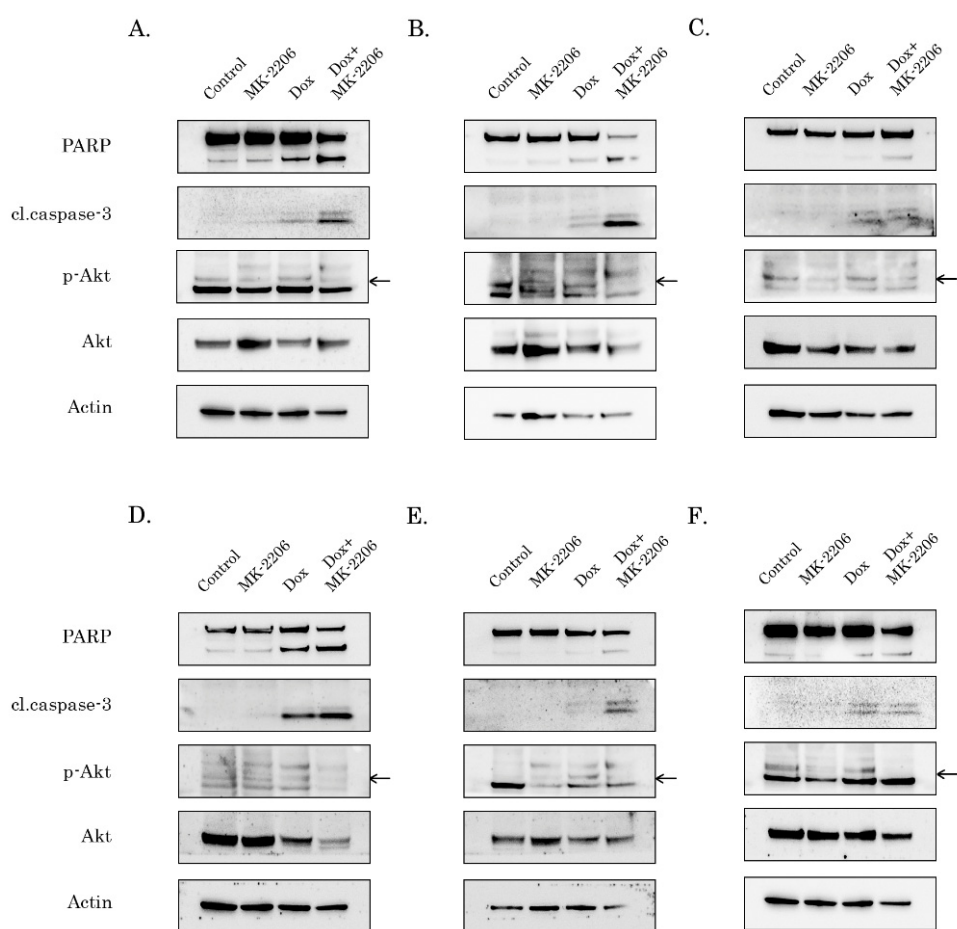 A.
B.
C.
Control
MK-2206
Dox
Dox+
MK-2206
Control
MK-2206
Dox
Dox+
MK-2206
Control
MK-2206
Dox
Dox+
MK-2206
PARP
cl.caspase-3
p-Akt
Akt
Actin
D.
E.
F.
Control
MK-2206
Dox
Dox+
MK-2206
Control
MK-2206
Dox
Dox+
MK-2206
Control
MK-2206
Dox
Dox+
MK-2206
PARP
cl.caspase-3
p-Akt
Akt
Actin